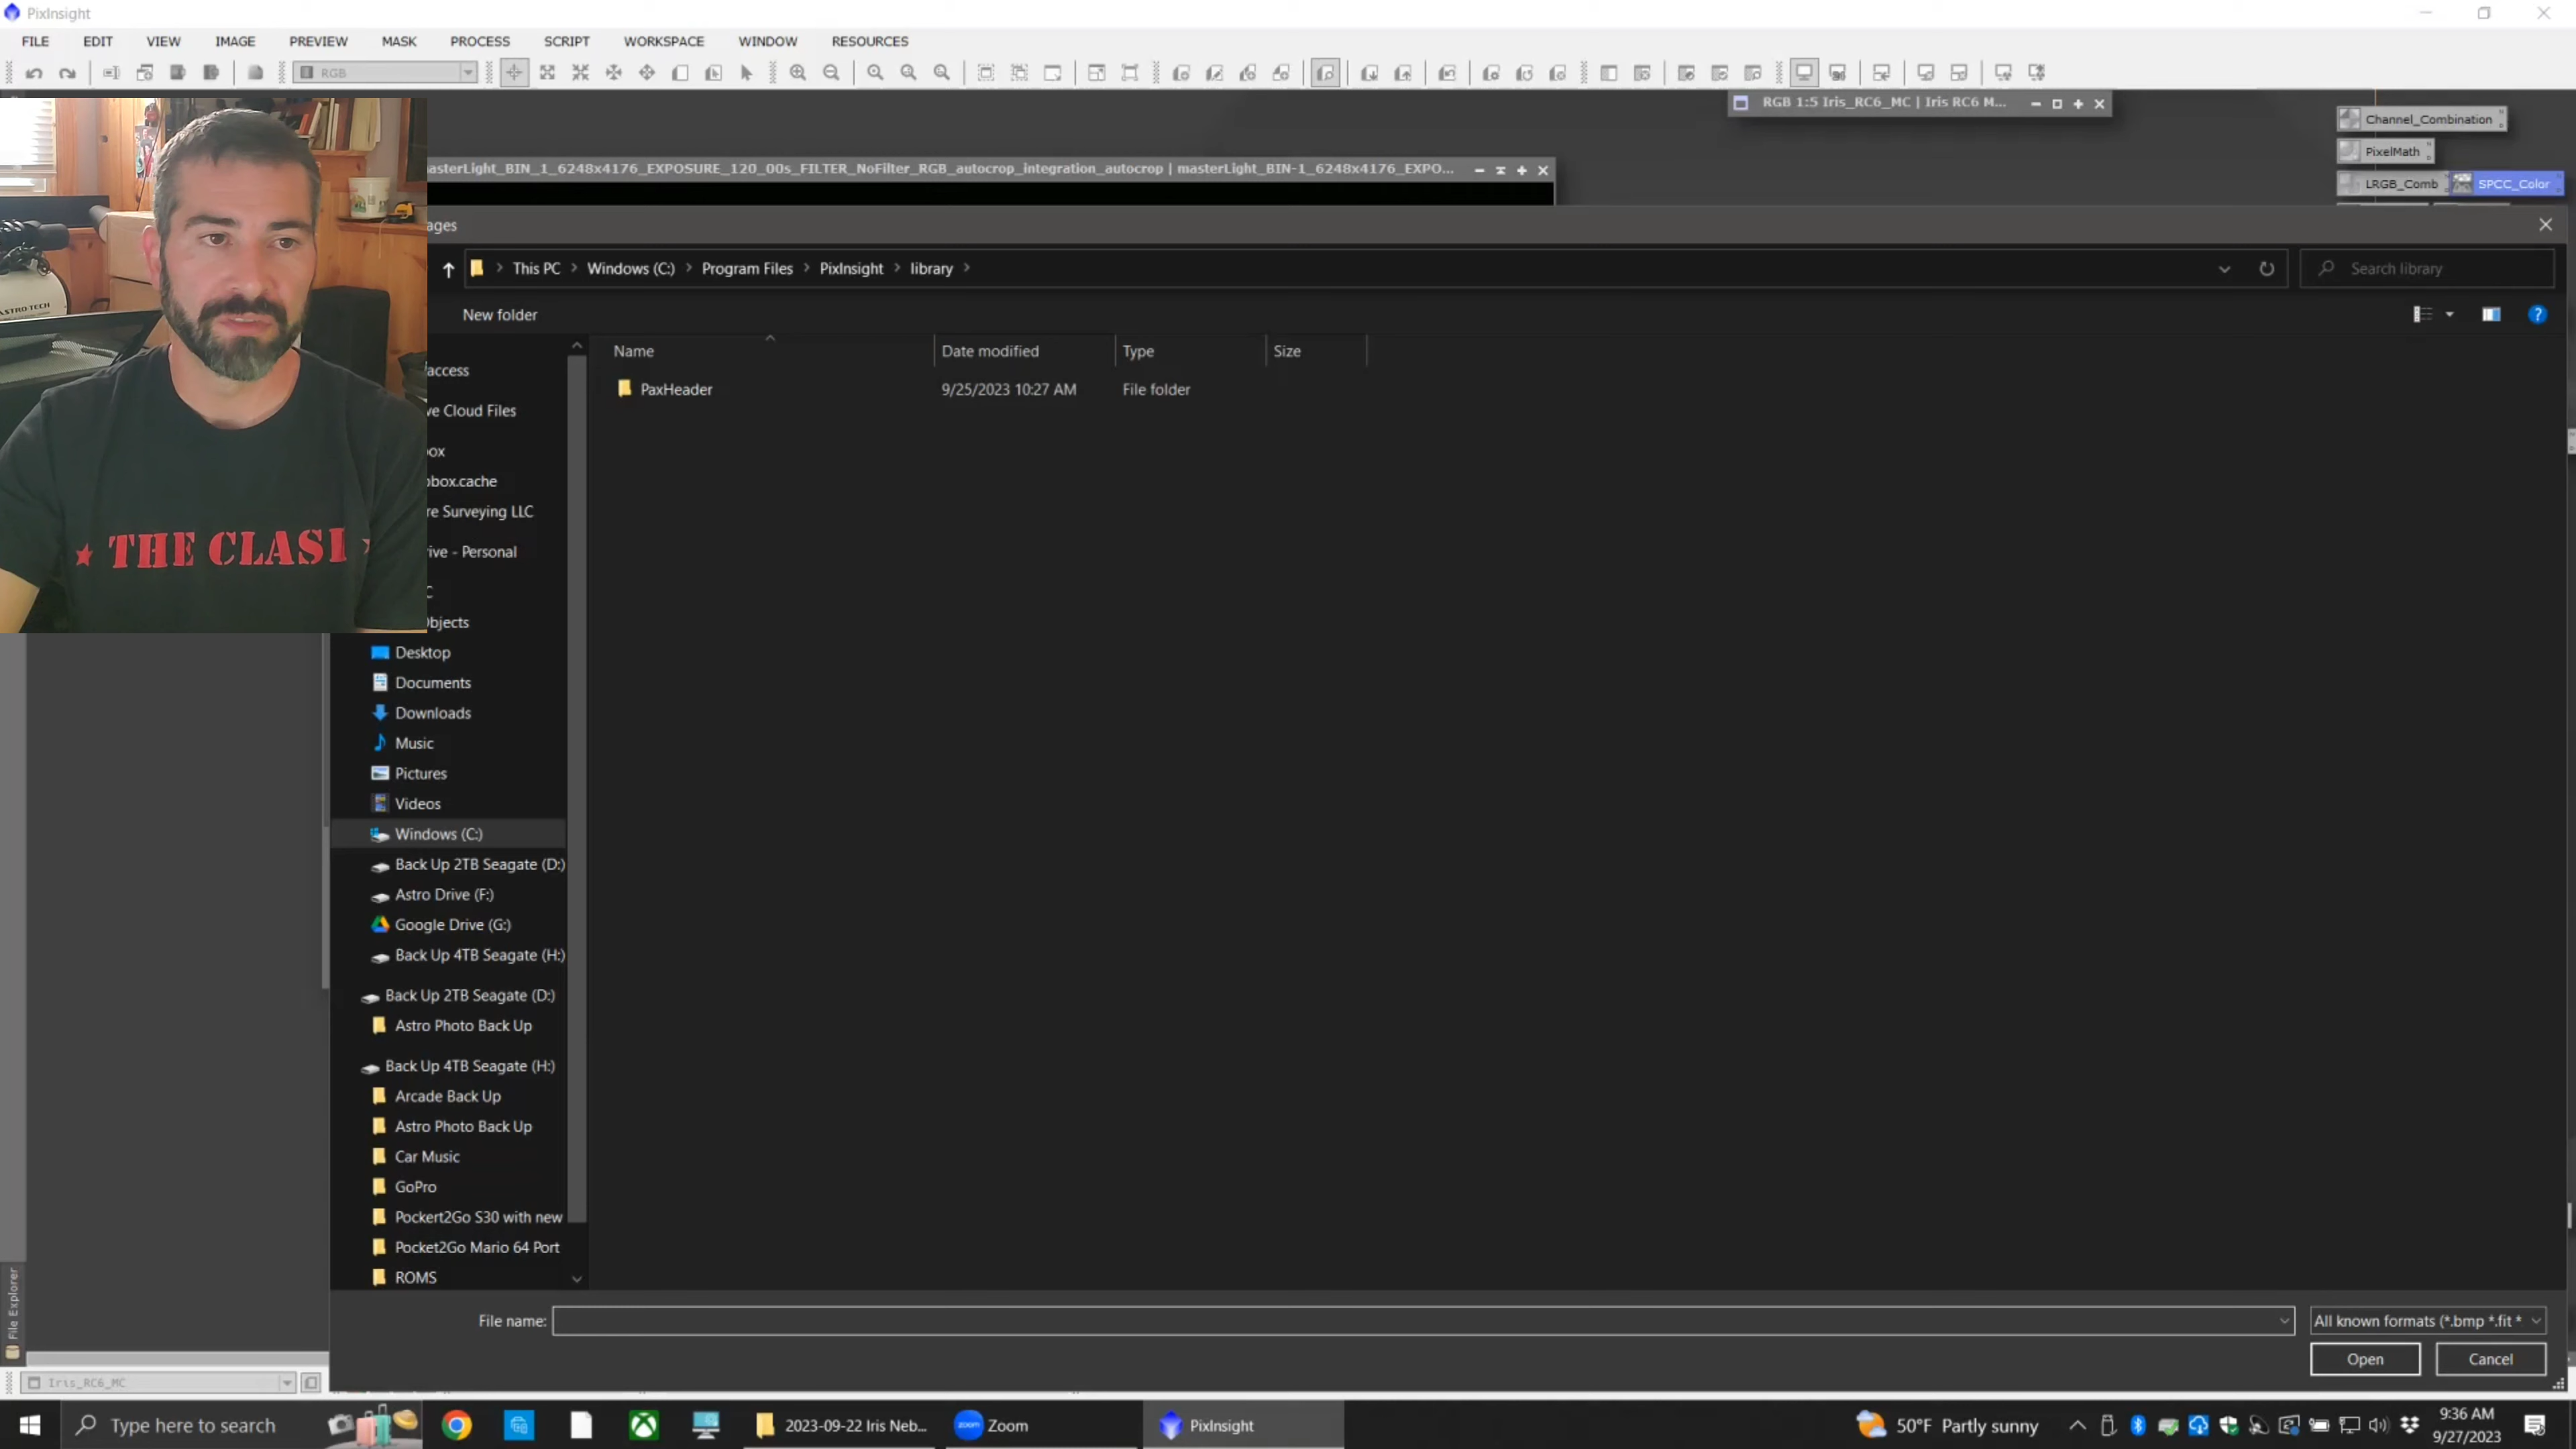 PixInsight
FILE EDIT VIEW IMAGE PREVIEW MASK PROCESS SCRIPT WORKSPACE WINDOW RESOURCES
RGB
RGB 1:5 Iris_RC6_MC | Iris RC6 M...
Channel_Combination
PixelMath
LRGB_Comb SPCC_Color
asterLight_BIN_1_6248x4176_EXPOSURE_120_00s_FILTER_NoFilter_RGB_autocrop_integration_autocrop | masterLight_BIN-1_6248x4176_EXPO...
ages
This PC Windows (C:) Program Files PixInsight library
Search library
New folder
Name Date modified Type Size
PaxHeader 9/25/2023 10:27 AM File folder
access
ve Cloud Files
ox
obox.cache
re Surveying LLC
rive - Personal
C
bjects
Desktop
Documents
Downloads
Music
Pictures
Videos
Windows (C:)
Back Up 2TB Seagate (D:)
Astro Drive (F:)
Google Drive (G:)
Back Up 4TB Seagate (H:)
Back Up 2TB Seagate (D:)
Astro Photo Back Up
Back Up 4TB Seagate (H:)
Arcade Back Up
Astro Photo Back Up
Car Music
GoPro
Pockert2Go S30 with new
Pocket2Go Mario 64 Port
ROMS
ASTRO-TECH
THE CLASH
File Explorer
File name:
All known formats (*.bmp *.fit *
Open Cancel
Iris_RC6_MC
Type here to search
2023-09-22 Iris Neb...
zoom
Zoom
PixInsight
50°F Partly sunny
9:36 AM
9/27/2023